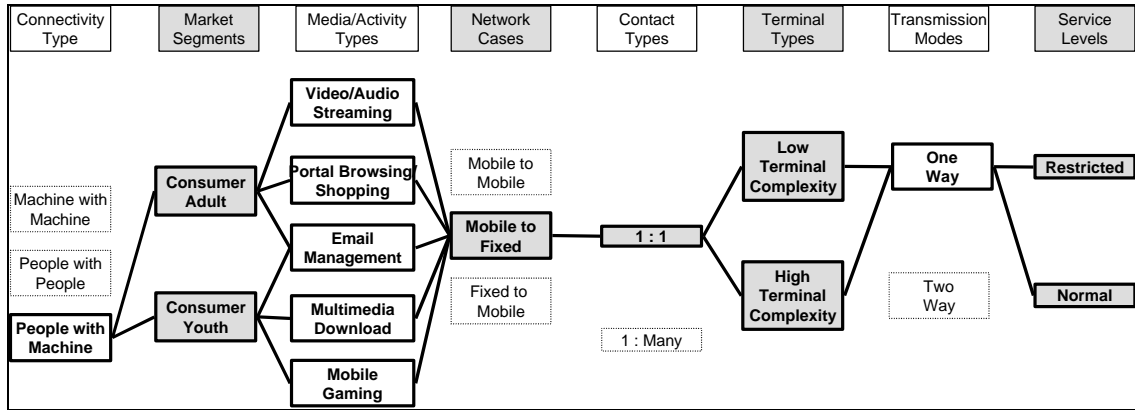 Connectivity
Type
Market
Segments
Media/Activity
Types
Network
Cases
Contact
Types
Terminal
Types
Transmission
Modes
Service
Levels
Machine with
Machine
People with
People
People with
Machine
Consumer
Adult
Consumer
Youth
Video/Audio
Streaming
Portal Browsing/
Shopping
Email
Management
Multimedia
Download
Mobile
Gaming
Mobile to
Mobile
Mobile to
Fixed
Fixed to
Mobile
1 : 1
1 : Many
Low
Terminal
Complexity
High
Terminal
Complexity
One
Way
Two
Way
Restricted
Normal